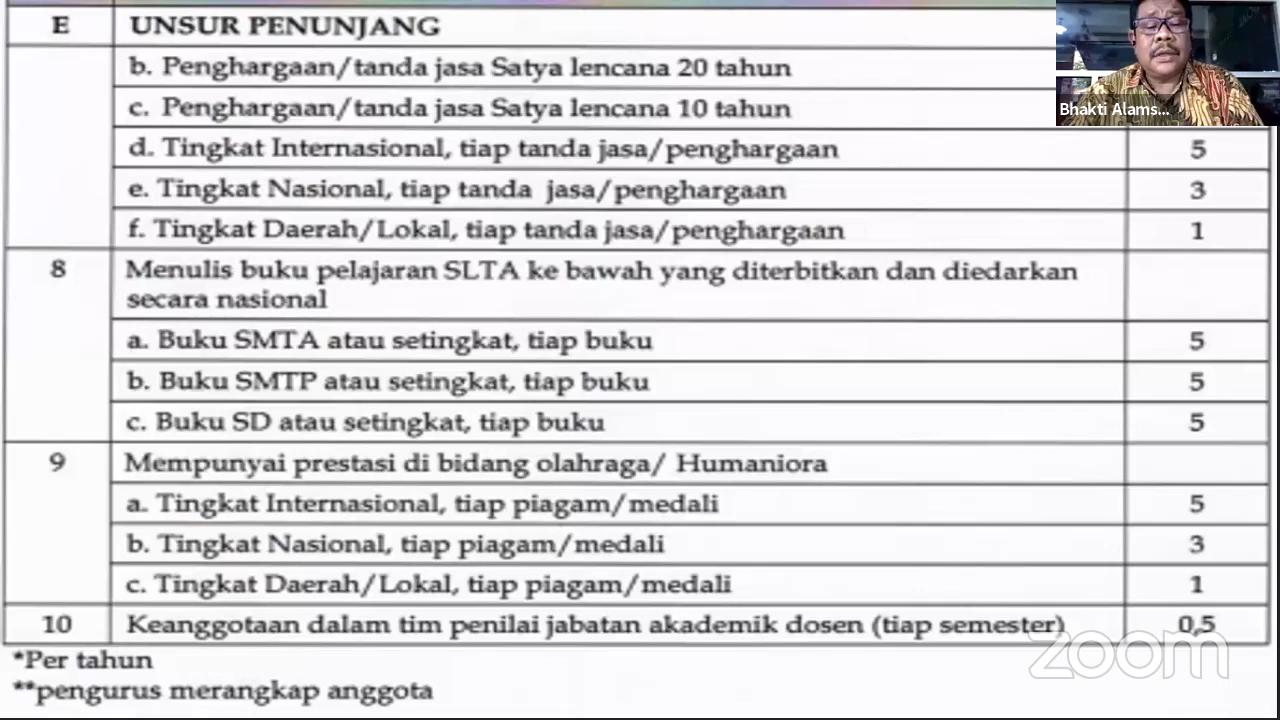 E UNSUR PENUNJANG
b. Penghargaan/tanda jasa Satya lencana 20 tahun
c. Penghargaan/tanda jasa Satya lencana 10 tahun
d. Tingkat Internasional, tiap tanda jasa/penghargaan 5
e. Tingkat Nasional, tiap tanda jasa/penghargaan 3
f. Tingkat Daerah/Lokal, tiap tanda jasa/penghargaan 1
8 Menulis buku pelajaran SLTA ke bawah yang diterbitkan dan diedarkan
secara nasional
a. Buku SMTA atau setingkat, tiap buku 5
b. Buku SMTP atau setingkat, tiap buku 5
c. Buku SD atau setingkat, tiap buku 5
9 Mempunyai prestasi di bidang olahraga/ Humaniora
a. Tingkat Internasional, tiap piagam/medali 5
b. Tingkat Nasional, tiap piagam/medali 3
c. Tingkat Daerah/Lokal, tiap piagam/medali 1
10 Keanggotaan dalam tim penilai jabatan akademik dosen (tiap semester) 0,5
*Per tahun
**pengurus merangkap anggota
Bhakti Alams...
zoom